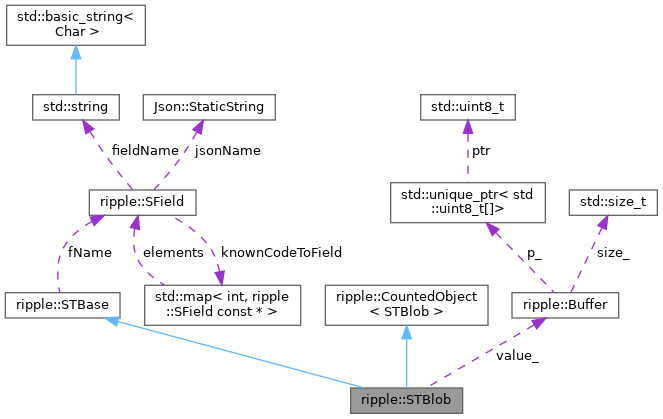 std::basic_string<
Char >
std::string
Json::StaticString
std::uint8_t
fieldName
jsonName
ptr
ripple::SField
std::unique_ptr< std
::uint8_t[]>
std::size_t
fName
elements
knownCodeToField
p_
size_
ripple::STBase
std::map< int, ripple
::SField const * >
ripple::CountedObject
< STBlob >
ripple::Buffer
value_
ripple::STBlob